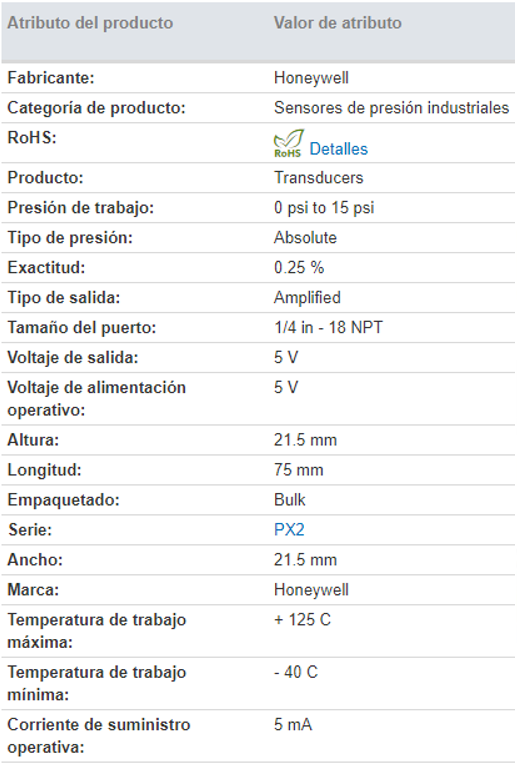 Atributo del producto Valor de atributo
Fabricante: Honeywell
Categoría de producto: Sensores de presión industriales
RoHS: RoHS Detalles
Producto: Transducers
Presión de trabajo: 0 psi to 15 psi
Tipo de presión: Absolute
Exactitud: 0.25 %
Tipo de salida: Amplified
Tamaño del puerto: 1/4 in - 18 NPT
Voltaje de salida: 5 V
Voltaje de alimentación 5 V
operativo:
Altura: 21.5 mm
Longitud: 75 mm
Empaquetado: Bulk
Serie: PX2
Ancho: 21.5 mm
Marca: Honeywell
Temperatura de trabajo + 125 C
máxima:
Temperatura de trabajo - 40 C
mínima:
Corriente de suministro 5 mA
operativa: